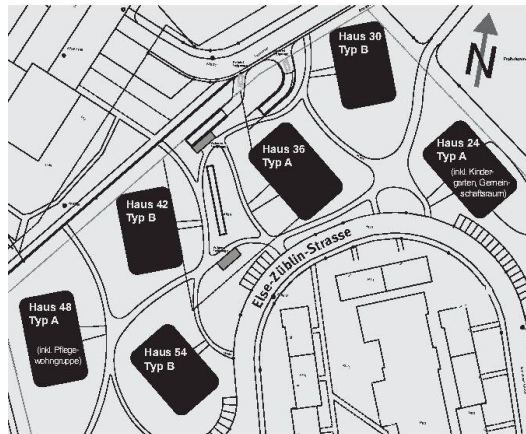 Haus 30
Typ B
N
Haus 36
Typ A
Haus 24
Typ A
(inkl. Kinder-
garten, Gemein-
schaftsraum)
Haus 42
Typ B
Else-Züblin-Strasse
Haus 48
Typ A
(inkl. Pflege-
wohngruppe)
Haus 54
Typ B